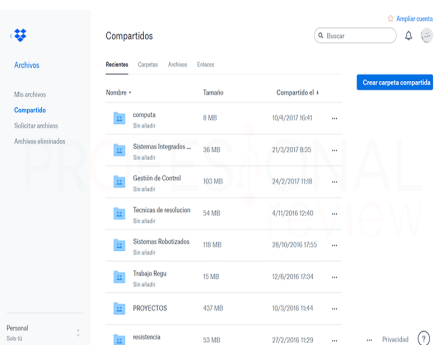 Ampliar cuenta
Compartidos
Buscar
Archivos
Recientes Carpetas Archivos Enlaces
Crear carpeta compartida
Nombre Tamaño Compartido el
Mis archivos
Compartido
Solicitar archivos
Archivos eliminados
computa 8 MB 10/4/2017 16:41
Sin añadir
Sistemas Integrados ... 36 MB 21/3/2017 8:35
Sin añadir
Gestión de Control 103 MB 24/2/2017 11:18
Sin añadir
Tecnicas de resolucion 54 MB 4/11/2016 12:40
Sin añadir
Sistemas Robotizados 118 MB 28/10/2016 17:55
Sin añadir
Trabajo Regu 15 MB 12/6/2016 17:34
Sin añadir
PROYECTOS 437 MB 10/3/2016 11:44
resistencia 53 MB 27/2/2016 11:29
Personal
Solo tú
Privacidad
PROFESIONAL
review